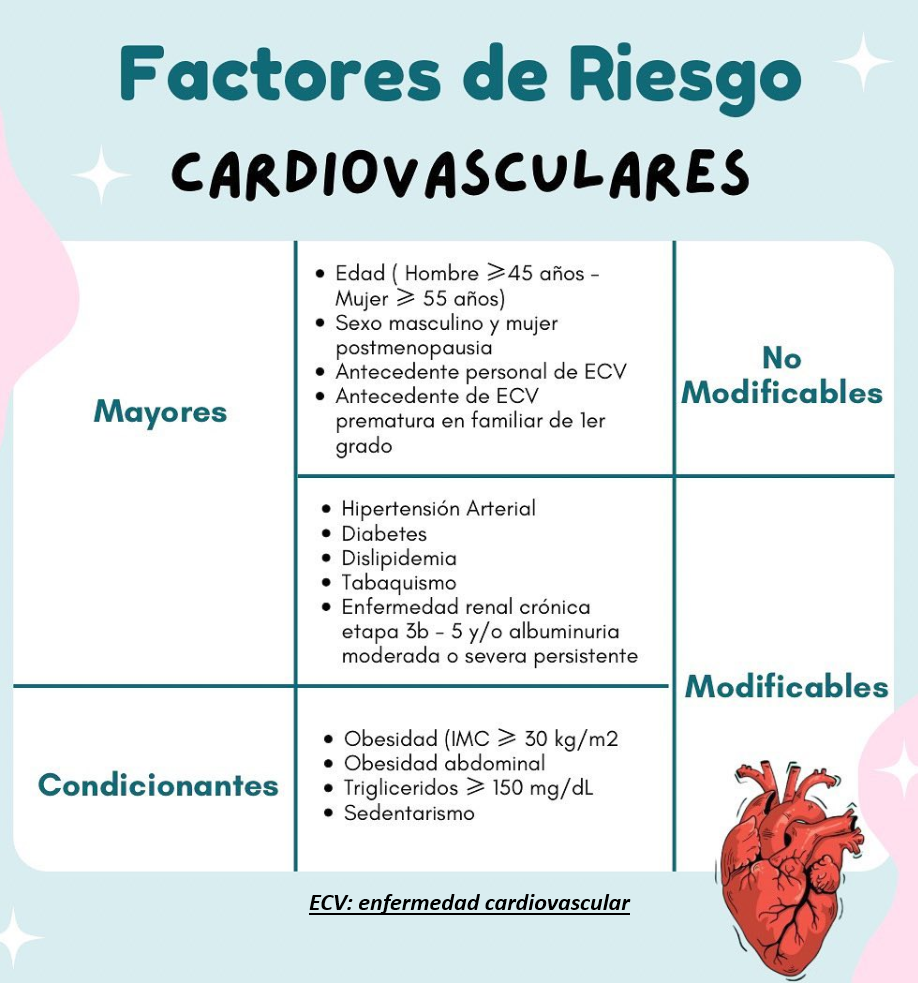 Factores de Riesgo
CARDIOVASCULARES
Mayores
• Edad ( Hombre ⩾45 años -
Mujer ⩾ 55 años)
• Sexo masculino y mujer
postmenopausia
• Antecedente personal de ECV
• Antecedente de ECV
prematura en familiar de 1er
grado
No
Modificables
• Hipertensión Arterial
• Diabetes
• Dislipidemia
• Tabaquismo
• Enfermedad renal crónica
etapa 3b - 5 y/o albuminuria
moderada o severa persistente
Modificables
Condicionantes
• Obesidad (IMC ⩾ 30 kg/m2
• Obesidad abdominal
• Trigliceridos ⩾ 150 mg/dL
• Sedentarismo
ECV: enfermedad cardiovascular